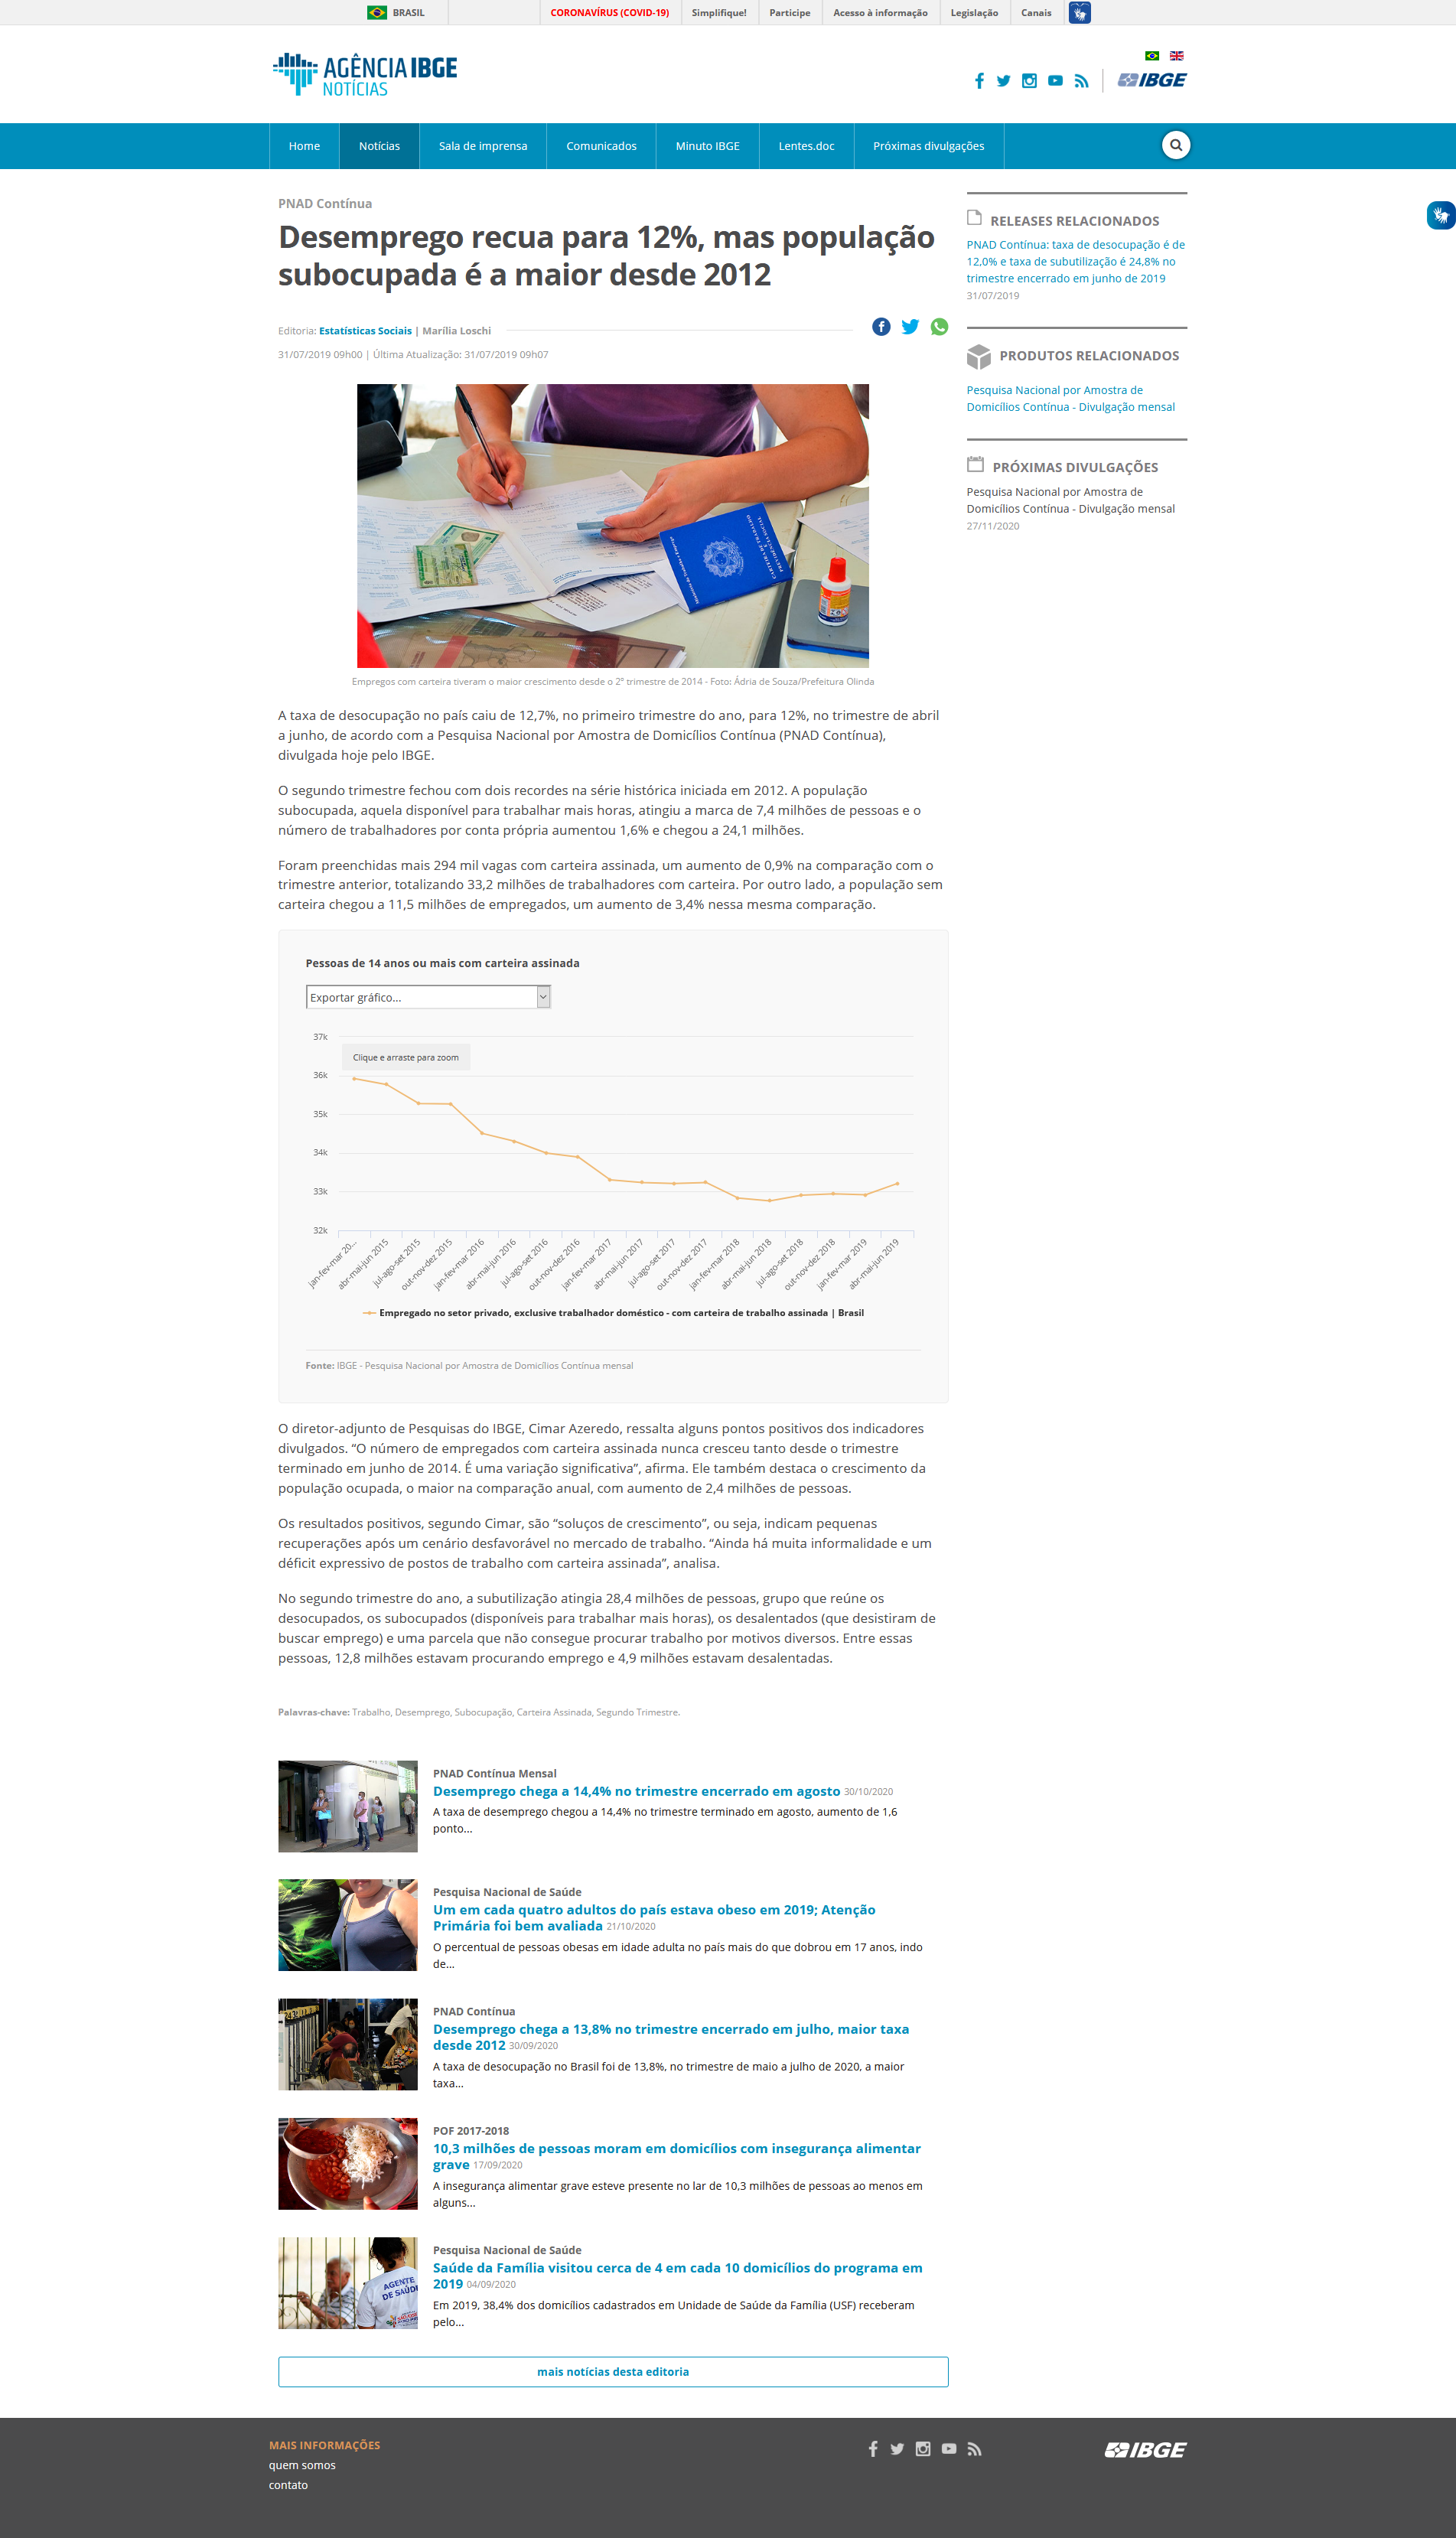 BRASIL
CORONAVÍRUS (COVID-19)
Simplifique!
Participe
Acesso à informação
Legislação
Canais
AGÊNCIA IBGE
NOTÍCIAS
IBGE
Home
Notícias
Sala de imprensa
Comunicados
Minuto IBGE
Lentes.doc
Próximas divulgações
PNAD Contínua
Desemprego recua para 12%, mas população
subocupada é a maior desde 2012
Editoria: Estatísticas Sociais | Marília Loschi
31/07/2019 09h00 | Última Atualização: 31/07/2019 09h07
CARTEIRA DE TRABALHO
PREVIDÊNCIA SOCIAL
Empregos com carteira tiveram o maior crescimento desde o 2º trimestre de 2014 - Foto: Ádria de Souza/Prefeitura Olinda
A taxa de desocupação no país caiu de 12,7%, no primeiro trimestre do ano, para 12%, no trimestre de abril
a junho, de acordo com a Pesquisa Nacional por Amostra de Domicílios Contínua (PNAD Contínua),
divulgada hoje pelo IBGE.
O segundo trimestre fechou com dois recordes na série histórica iniciada em 2012. A população
subocupada, aquela disponível para trabalhar mais horas, atingiu a marca de 7,4 milhões de pessoas e o
número de trabalhadores por conta própria aumentou 1,6% e chegou a 24,1 milhões.
Foram preenchidas mais 294 mil vagas com carteira assinada, um aumento de 0,9% na comparação com o
trimestre anterior, totalizando 33,2 milhões de trabalhadores com carteira. Por outro lado, a população sem
carteira chegou a 11,5 milhões de empregados, um aumento de 3,4% nessa mesma comparação.
Pessoas de 14 anos ou mais com carteira assinada
Exportar gráfico...
37k
Clique e arraste para zoom
36k
35k
34k
33k
32k
jan-fev-mar 20...
abr-mai-jun 2015
jul-ago-set 2015
out-nov-dez 2015
jan-fev-mar 2016
abr-mai-jun 2016
jul-ago-set 2016
out-nov-dez 2016
jan-fev-mar 2017
abr-mai-jun 2017
jul-ago-set 2017
out-nov-dez 2017
jan-fev-mar 2018
abr-mai-jun 2018
jul-ago-set 2018
out-nov-dez 2018
jan-fev-mar 2019
abr-mai-jun 2019
Empregado no setor privado, exclusive trabalhador doméstico - com carteira de trabalho assinada | Brasil
Fonte: IBGE - Pesquisa Nacional por Amostra de Domicílios Contínua mensal
O diretor-adjunto de Pesquisas do IBGE, Cimar Azeredo, ressalta alguns pontos positivos dos indicadores
divulgados. “O número de empregados com carteira assinada nunca cresceu tanto desde o trimestre
terminado em junho de 2014. É uma variação significativa”, afirma. Ele também destaca o crescimento da
população ocupada, o maior na comparação anual, com aumento de 2,4 milhões de pessoas.
Os resultados positivos, segundo Cimar, são “soluços de crescimento”, ou seja, indicam pequenas
recuperações após um cenário desfavorável no mercado de trabalho. “Ainda há muita informalidade e um
déficit expressivo de postos de trabalho com carteira assinada”, analisa.
No segundo trimestre do ano, a subutilização atingia 28,4 milhões de pessoas, grupo que reúne os
desocupados, os subocupados (disponíveis para trabalhar mais horas), os desalentados (que desistiram de
buscar emprego) e uma parcela que não consegue procurar trabalho por motivos diversos. Entre essas
pessoas, 12,8 milhões estavam procurando emprego e 4,9 milhões estavam desalentadas.
Palavras-chave: Trabalho, Desemprego, Subocupação, Carteira Assinada, Segundo Trimestre.
PNAD Contínua Mensal
Desemprego chega a 14,4% no trimestre encerrado em agosto 30/10/2020
A taxa de desemprego chegou a 14,4% no trimestre terminado em agosto, aumento de 1,6
ponto...
Pesquisa Nacional de Saúde
Um em cada quatro adultos do país estava obeso em 2019; Atenção
Primária foi bem avaliada 21/10/2020
O percentual de pessoas obesas em idade adulta no país mais do que dobrou em 17 anos, indo
de...
PNAD Contínua
Desemprego chega a 13,8% no trimestre encerrado em julho, maior taxa
desde 2012 30/09/2020
A taxa de desocupação no Brasil foi de 13,8%, no trimestre de maio a julho de 2020, a maior
taxa...
POF 2017-2018
10,3 milhões de pessoas moram em domicílios com insegurança alimentar
grave 17/09/2020
A insegurança alimentar grave esteve presente no lar de 10,3 milhões de pessoas ao menos em
alguns...
AGENTE
DE SAÚDE
Pesquisa Nacional de Saúde
Saúde da Família visitou cerca de 4 em cada 10 domicílios do programa em
2019 04/09/2020
Em 2019, 38,4% dos domicílios cadastrados em Unidade de Saúde da Família (USF) receberam
pelo...
mais notícias desta editoria
RELEASES RELACIONADOS
PNAD Contínua: taxa de desocupação é de
12,0% e taxa de subutilização é 24,8% no
trimestre encerrado em junho de 2019
31/07/2019
PRODUTOS RELACIONADOS
Pesquisa Nacional por Amostra de
Domicílios Contínua - Divulgação mensal
PRÓXIMAS DIVULGAÇÕES
Pesquisa Nacional por Amostra de
Domicílios Contínua - Divulgação mensal
27/11/2020
MAIS INFORMAÇÕES
quem somos
contato
IBGE